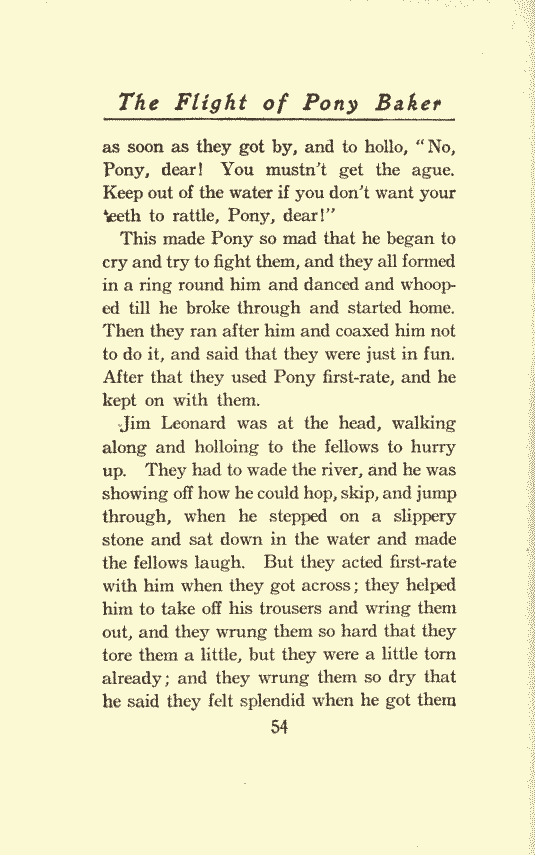 The Flight of Pony Baker
as soon as they got by, and to hollo, "No,
Pony, dear! You mustn't get the ague.
Keep out of the water if you don't want your
teeth to rattle, Pony, dear!"
This made Pony so mad that he began to
cry and try to fight them, and they all formed
in a ring round him and danced and whoop-
ed till he broke through and started home.
Then they ran after him and coaxed him not
to do it, and said that they were just in fun.
After that they used Pony first-rate, and he
kept on with them.
Jim Leonard was at the head, walking
along and holloing to the fellows to hurry
up. They had to wade the river, and he was
showing off how he could hop, skip, and jump
through, when he stepped on a slippery
stone and sat down in the water and made
the fellows laugh. But they acted first-rate
with him when they got across; they helped
him to take off his trousers and wring them
out, and they wrung them so hard that they
tore them a little, but they were a little torn
already; and they wrung them so dry that
he said they felt splendid when he got them
54